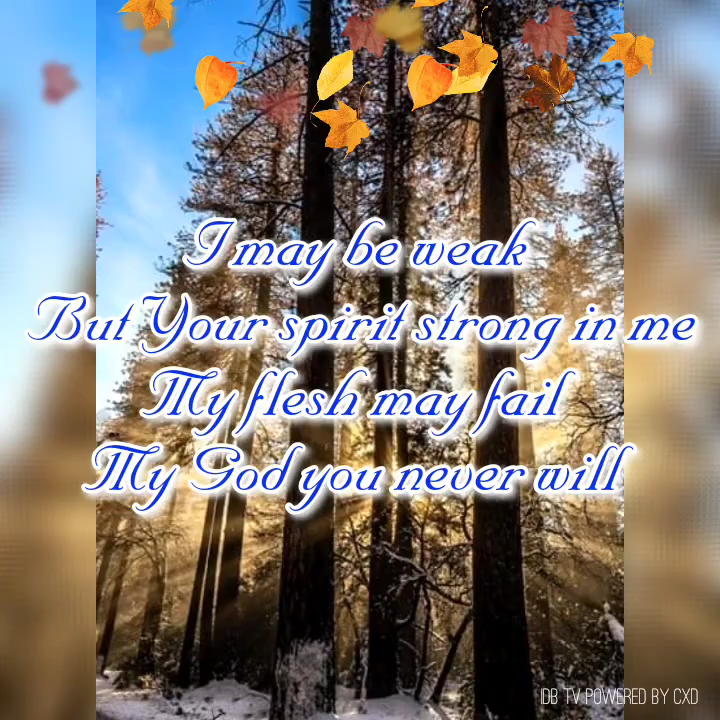 I may be weak
But Your spirit strong in me
My flesh may fail
My God you never will
IDB TV POWERED BY CXD